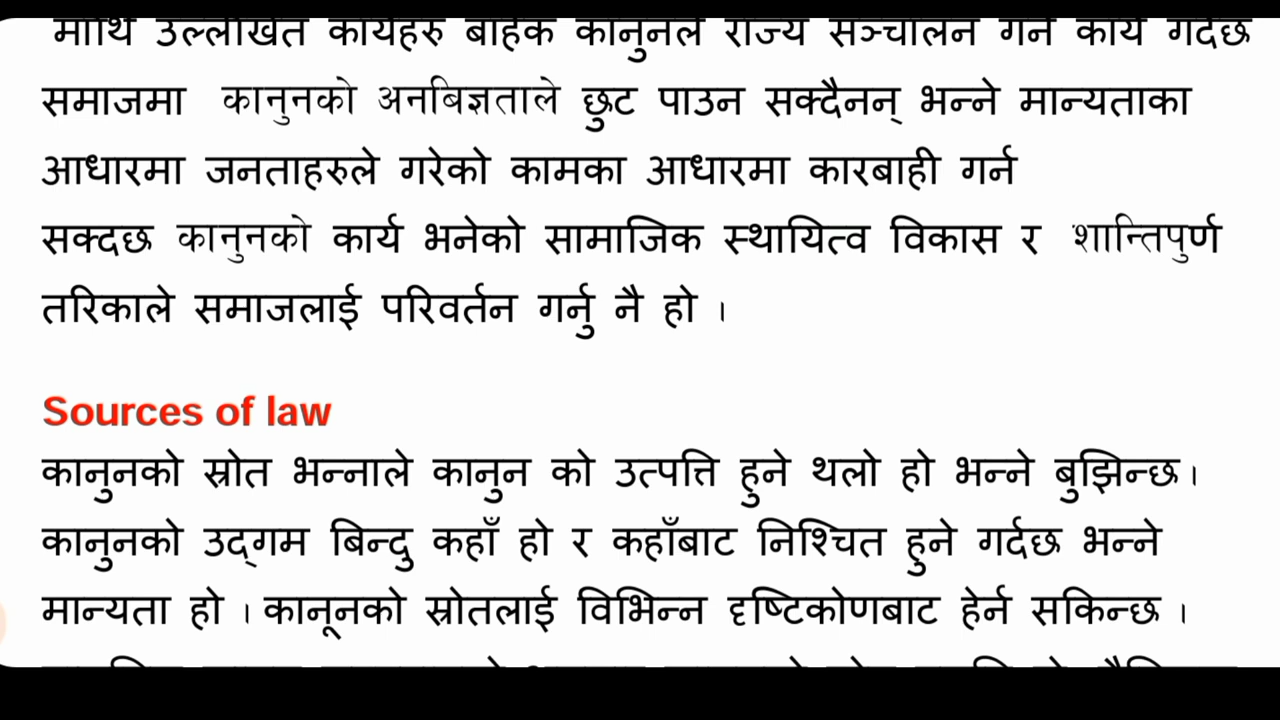 माथि उल्लीखित कार्यहरु बाहेक कानुनले राज्य सञ्चालन गर्ने कार्य गर्दछ
समाजमा कानुनको अनबिज्ञताले छुट पाउन सक्दैनन् भन्ने मान्यताका
आधारमा जनताहरुले गरेको कामका आधारमा कारबाही गर्न
सक्दछ कानुनको कार्य भनेको सामाजिक स्थायित्व विकास र शान्तिपुर्ण
तरिकाले समाजलाई परिवर्तन गर्नु नै हो ।
Sources of law
कानुनको स्रोत भन्नाले कानुन को उत्पत्ति हुने थलो हो भन्ने बुझिन्छ।
कानुनको उद्गम बिन्दु कहाँ हो र कहाँबाट निश्चित हुने गर्दछ भन्ने
मान्यता हो । कानूनको स्रोतलाई विभिन्न दृष्टिकोणबाट हेर्न सकिन्छ ।